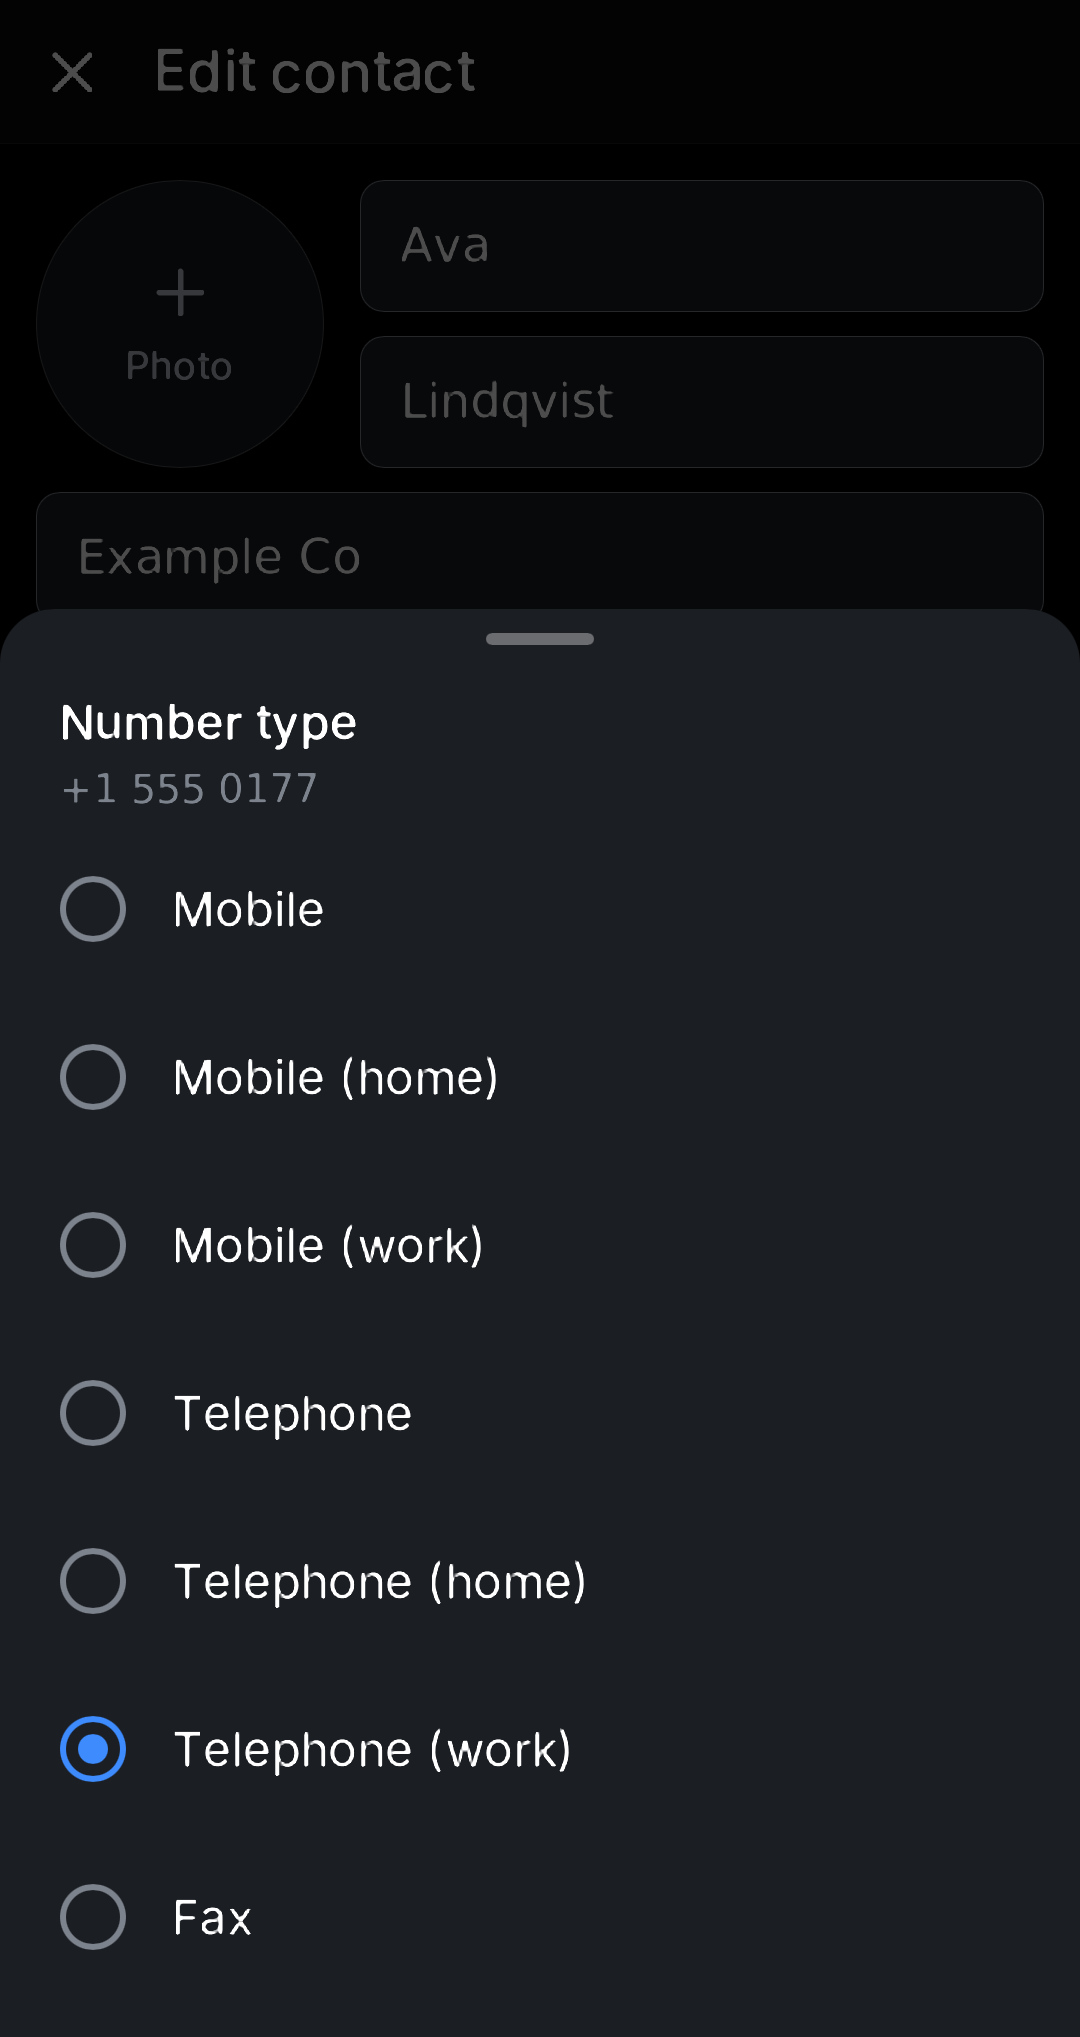 Edit contact
Photo
Ava
Lindqvist
Example Co
Number type
+1 555 0177
Mobile
Mobile (home)
Mobile (work)
Telephone
Telephone (home)
Telephone (work)
Fax